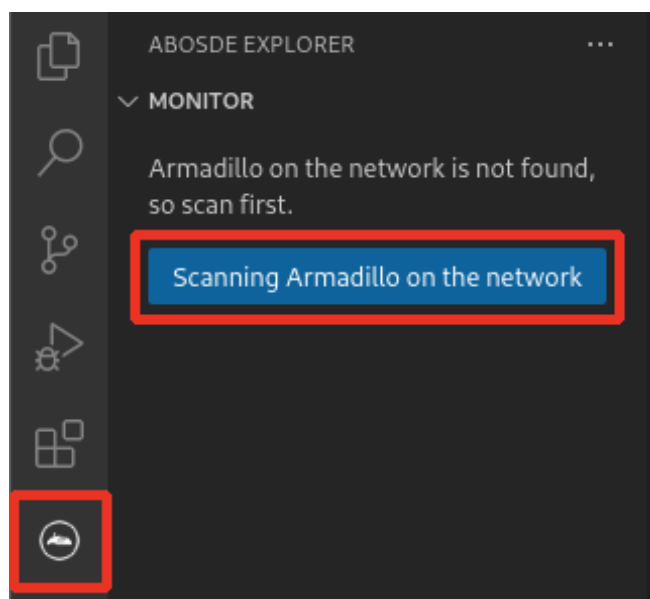 ABOSDE EXPLORER
MONITOR
Armadillo on the network is not found,
so scan first.
Scanning Armadillo on the network